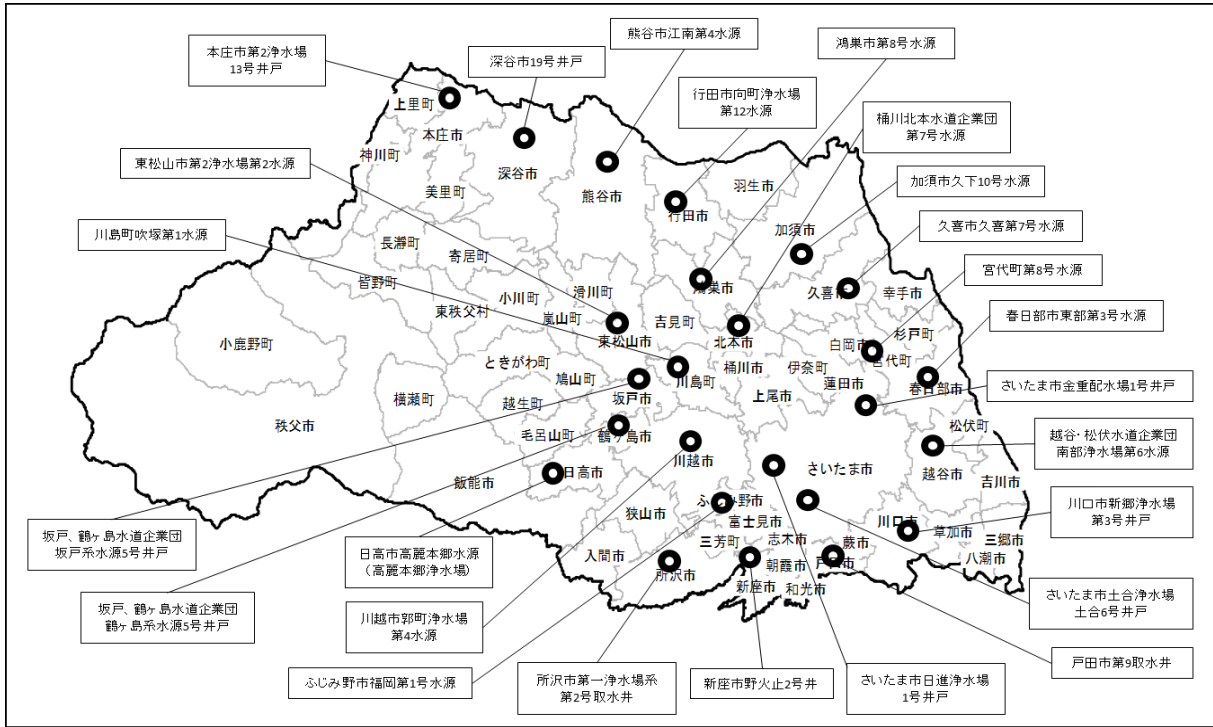 熊谷市江南第4水源
鴻巣市第8号水源
本庄市第2浄水場
13号井戸
深谷市19号井戸
行田市向町浄水場
第12水源
桶川北本水道企業団
第7号水源
東松山市第2浄水場第2水源
加須市久下10号水源
川島町吹塚第1水源
久喜市久喜第7号水源
宮代町第8号水源
春日部市東部第3号水源
さいたま市金重配水場1号井戸
越谷・松伏水道企業団
南部浄水場第6水源
川口市新郷浄水場
第3号井戸
坂戸、鶴ヶ島水道企業団
坂戸系水源5号井戸
日高市高麗本郷水源
(高麗本郷浄水場)
坂戸、鶴ヶ島水道企業団
鶴ヶ島系水源5号井戸
川越市郭町浄水場
第4水源
さいたま市土合浄水場
土合6号井戸
ふじみ野市福岡第1号水源
所沢市第一浄水場系
第2号取水井
新座市野火止2号井
さいたま市日進浄水場
1号井戸
戸田市第9取水井
上里町
本庄市
神川町
美里町
深谷市
熊谷市
行田市
羽生市
加須市
長瀞町
寄居町
皆野町
小川町
滑川町
鴻巣市
久喜市
幸手市
東秩父村
嵐山町
吉見町
東松山市
北本市
白岡市
杉戸町
宮代町
小鹿野町
ときがわ町
鳩山町
川島町
桶川市
伊奈町
蓮田市
春日部市
横瀬町
越生町
坂戸市
上尾市
秩父市
毛呂山町
鶴ヶ島市
松伏町
川越市
さいたま市
越谷市
吉川市
飯能市
日高市
狭山市
ふじみ野市
富士見市
三芳町
志木市
川口市
草加市
三郷市
八潮市
入間市
所沢市
新座市
朝霞市
和光市
戸田市
蕨市